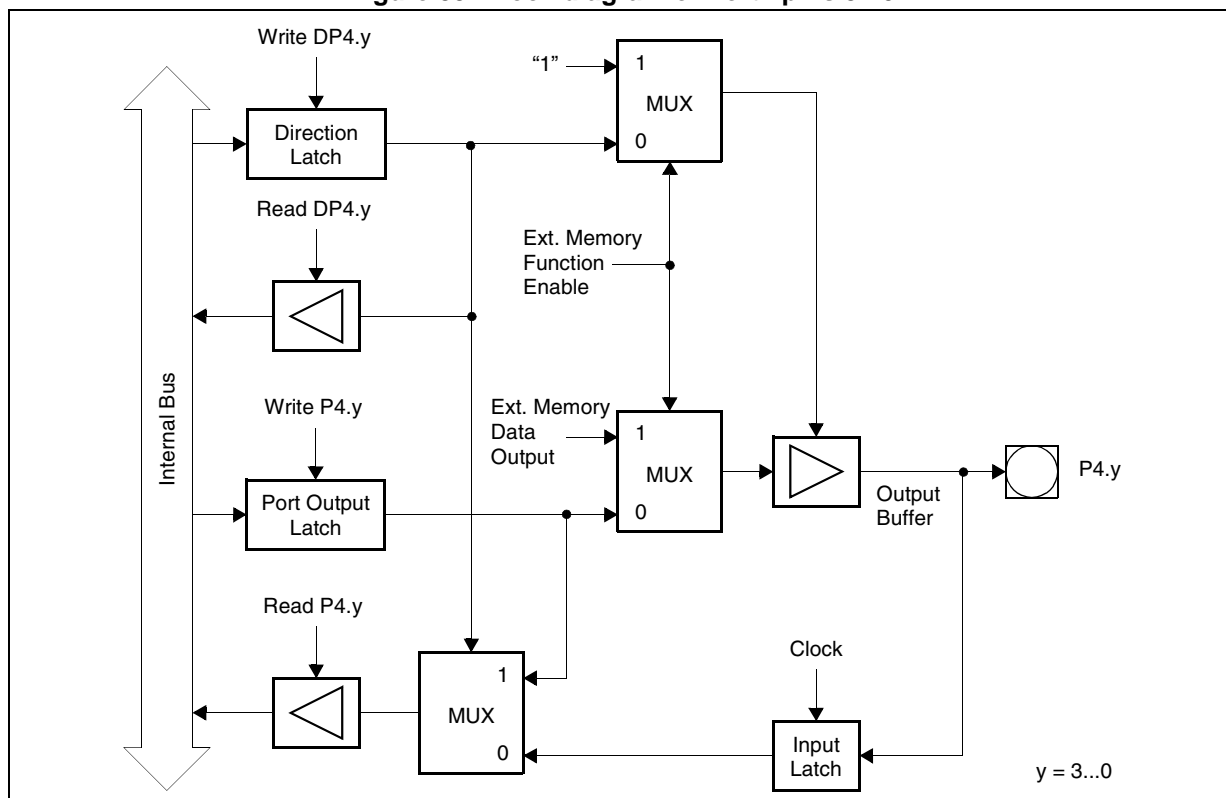 Write DP4.y
“1”
1
MUX
0
Direction
Latch
Read DP4.y
Ext. Memory
Function
Enable
Internal Bus
Write P4.y
Ext. Memory
Data
Output
1
MUX
0
P4.y
Port Output
Latch
Output
Buffer
Read P4.y
Clock
1
MUX
0
Input
Latch
y = 3...0